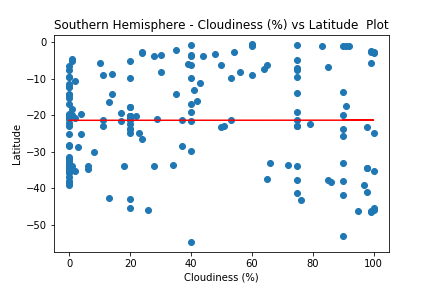 Southern Hemisphere - Cloudiness (%) vs Latitude  Plot
0
−10
−20
−30
−40
−50
Latitude
0 20 40 60 80 100
Cloudiness (%)